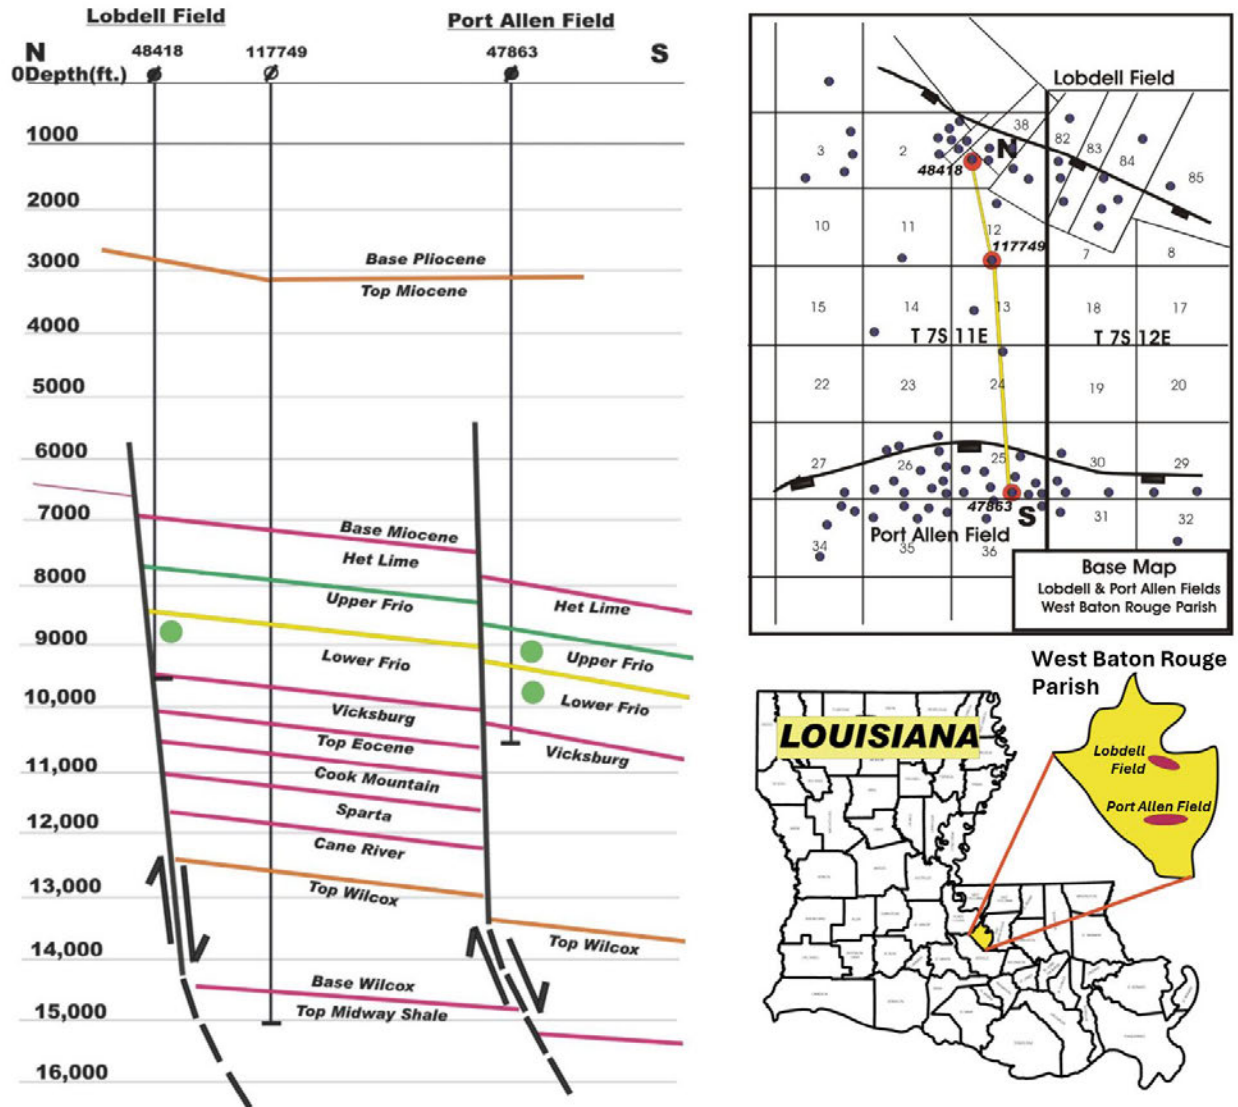 Lobdell Field
Port Allen Field
N
48418
117749
47863
S
0Depth(ft.)
1000
2000
3000
4000
5000
6000
7000
8000
9000
10,000
11,000
12,000
13,000
14,000
15,000
16,000
Base Pliocene
Top Miocene
Base Miocene
Het Lime
Upper Frio
Lower Frio
Vicksburg
Top Eocene
Cook Mountain
Sparta
Cane River
Top Wilcox
Base Wilcox
Top Midway Shale
Het Lime
Upper Frio
Lower Frio
Vicksburg
Top Wilcox
Lobdell Field
38
82
83
84
85
3
2
N
48418
10
11
12
117749
7
8
15
14
13
18
17
T 7S 11E
T 7S 12E
22
23
24
19
20
27
26
25
30
29
47863
S
Port Allen Field
34
35
36
31
32
Base Map
Lobdell & Port Allen Fields
West Baton Rouge Parish
West Baton Rouge
Parish
LOUISIANA
Lobdell
Field
Port Allen Field